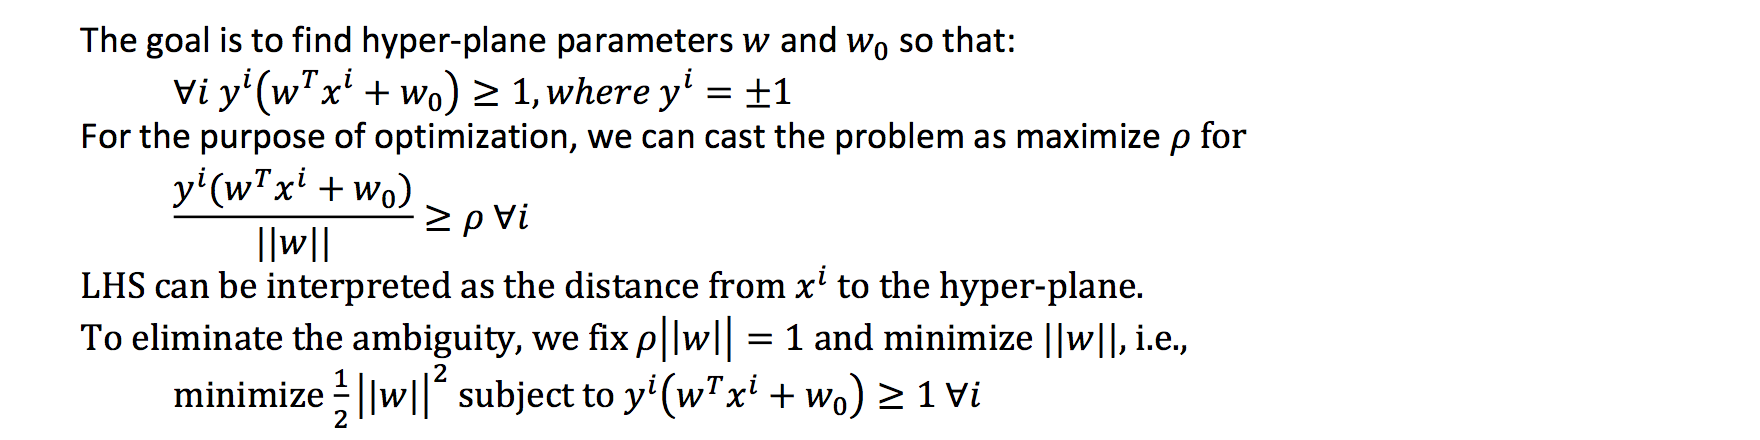 The goal is to find hyper-plane parameters w and w₀ so that:
∀i yⁱ(wᵀxⁱ + w₀) ≥ 1, where yⁱ = ±1
For the purpose of optimization, we can cast the problem as maximize ρ for
yⁱ(wᵀxⁱ + w₀)
≥ ρ ∀i
||w||
LHS can be interpreted as the distance from xⁱ to the hyper-plane.
To eliminate the ambiguity, we fix ρ||w|| = 1 and minimize ||w||, i.e.,
minimize ½||w||² subject to yⁱ(wᵀxⁱ + w₀) ≥ 1 ∀i